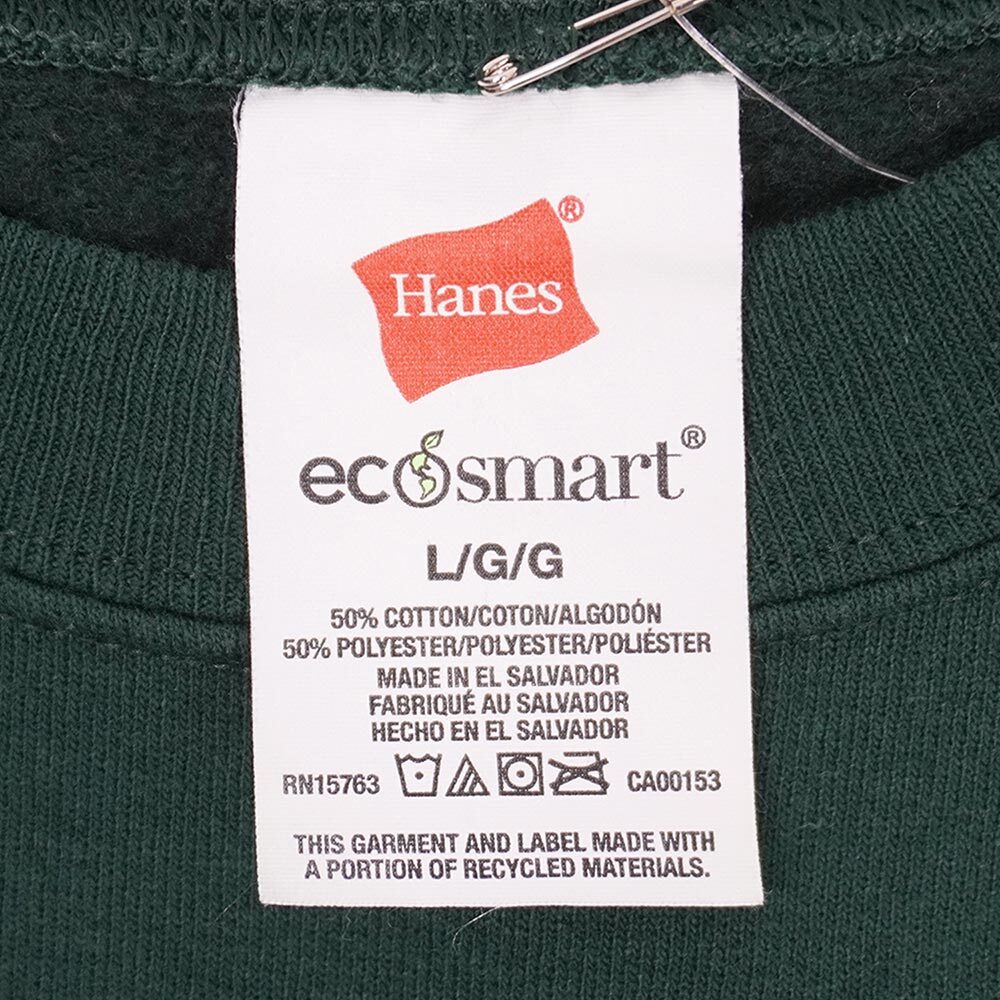 Hanes®
ecosmart®
L/G/G
50% COTTON/COTON/ALGODÓN
50% POLYESTER/POLYESTER/POLIÉSTER
MADE IN EL SALVADOR
FABRIQUÉ AU SALVADOR
HECHO EN EL SALVADOR
RN15763 CA00153
THIS GARMENT AND LABEL MADE WITH
A PORTION OF RECYCLED MATERIALS.